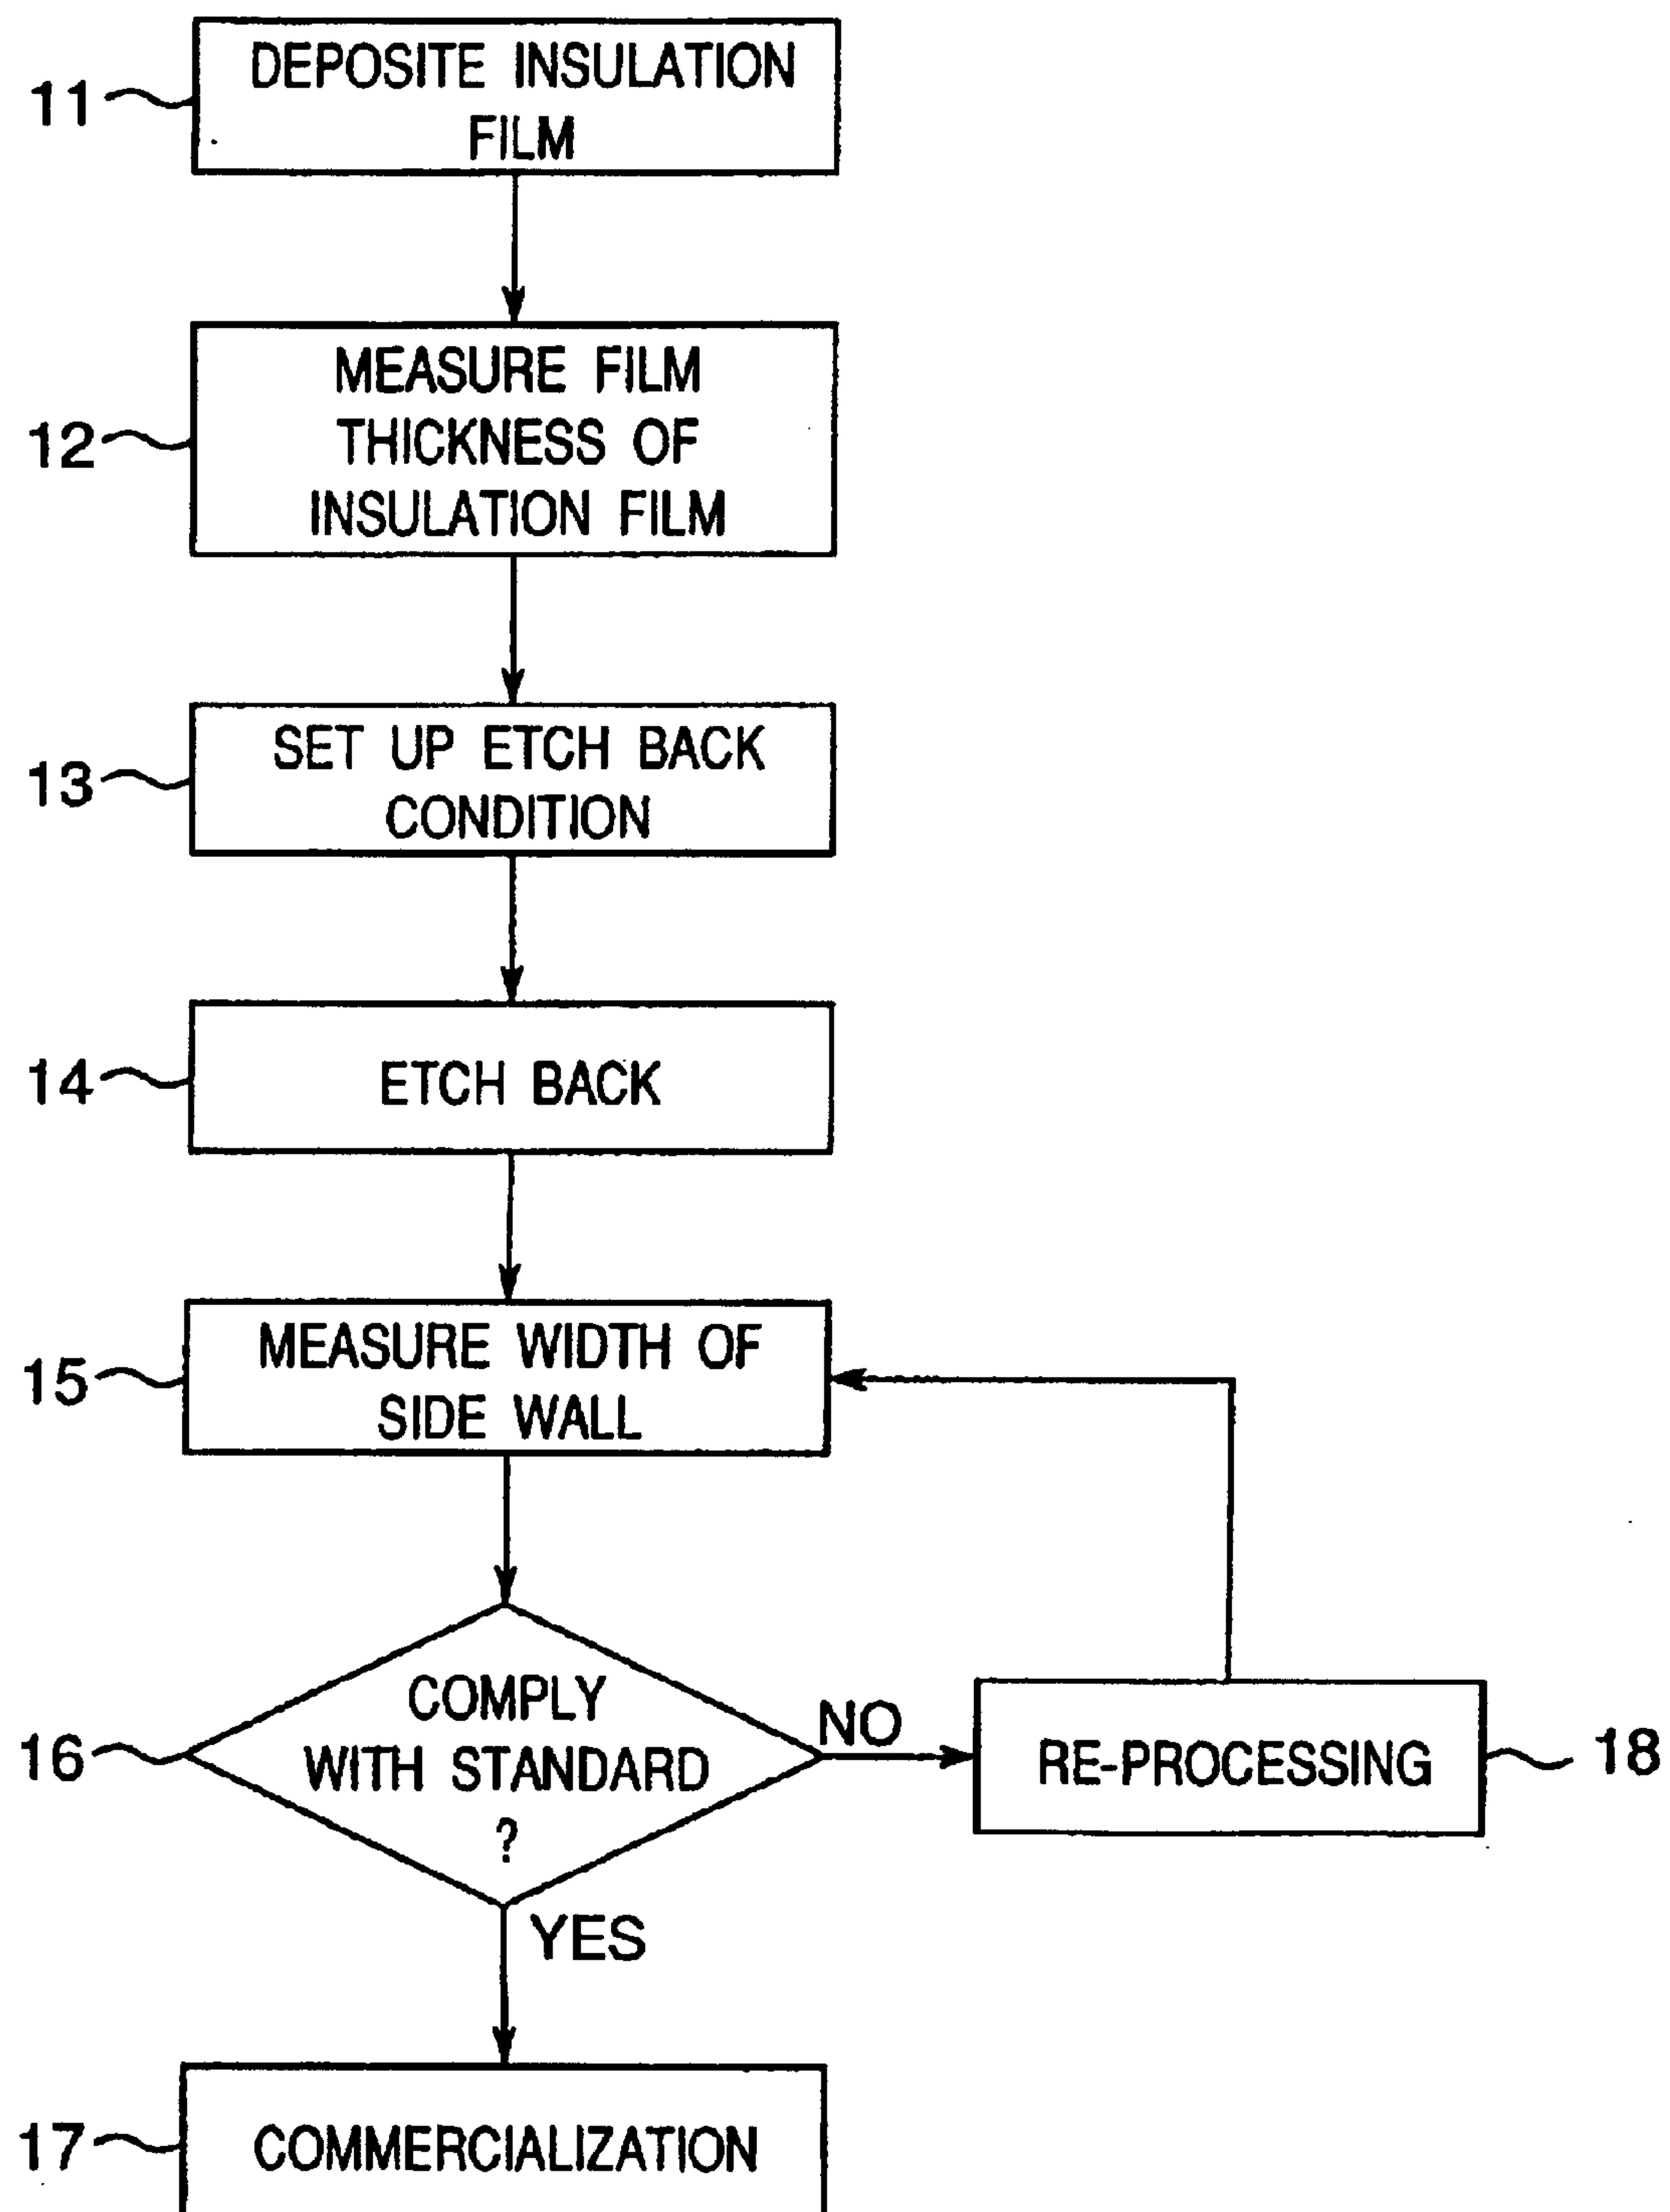 11
DEPOSITE INSULATION
FILM
12
MEASURE FILM
THICKNESS OF
INSULATION FILM
13
SET UP ETCH BACK
CONDITION
14
ETCH BACK
15
MEASURE WIDTH OF
SIDE WALL
16
COMPLY
WITH STANDARD
?
NO
RE-PROCESSING
18
YES
17
COMMERCIALIZATION